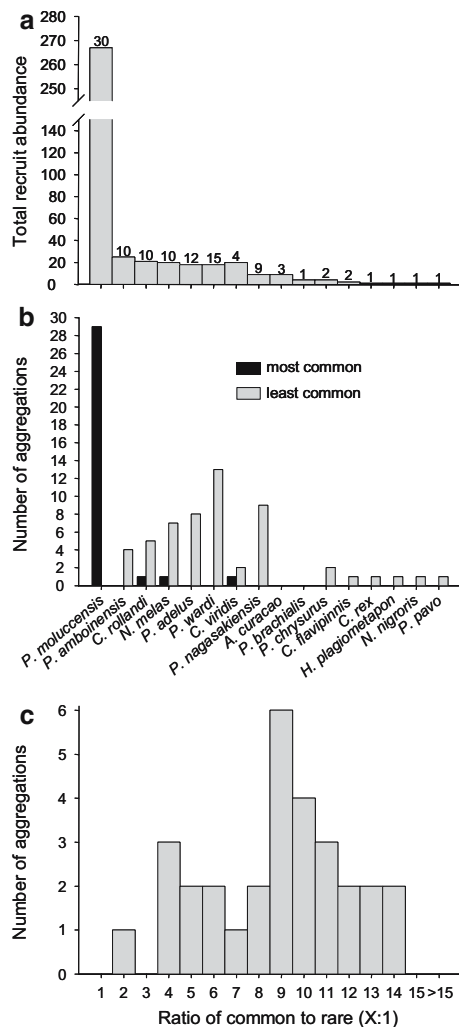 a
Total recruit abundance
280
270
260
250
140
120
100
80
60
40
20
0
30
10
10
10
12
15
4
9
3
1
2
2
1
1
1
1
b
Number of aggregations
30
28
26
24
22
20
18
16
14
12
10
8
6
4
2
0
most common
least common
P. moluccensis
P. amboinensis
C. rollandi
N. melas
P. adelus
P. wardi
C. viridis
P. nagasakiensis
A. curacao
P. brachialis
P. chrysurus
C. flavipinnis
C. rex
H. plagiometapon
N. nigroris
P. pavo
c
Number of aggregations
6
5
4
3
2
1
0
1 2 3 4 5 6 7 8 9 10 11 12 13 14 15 >15
Ratio of common to rare (X:1)